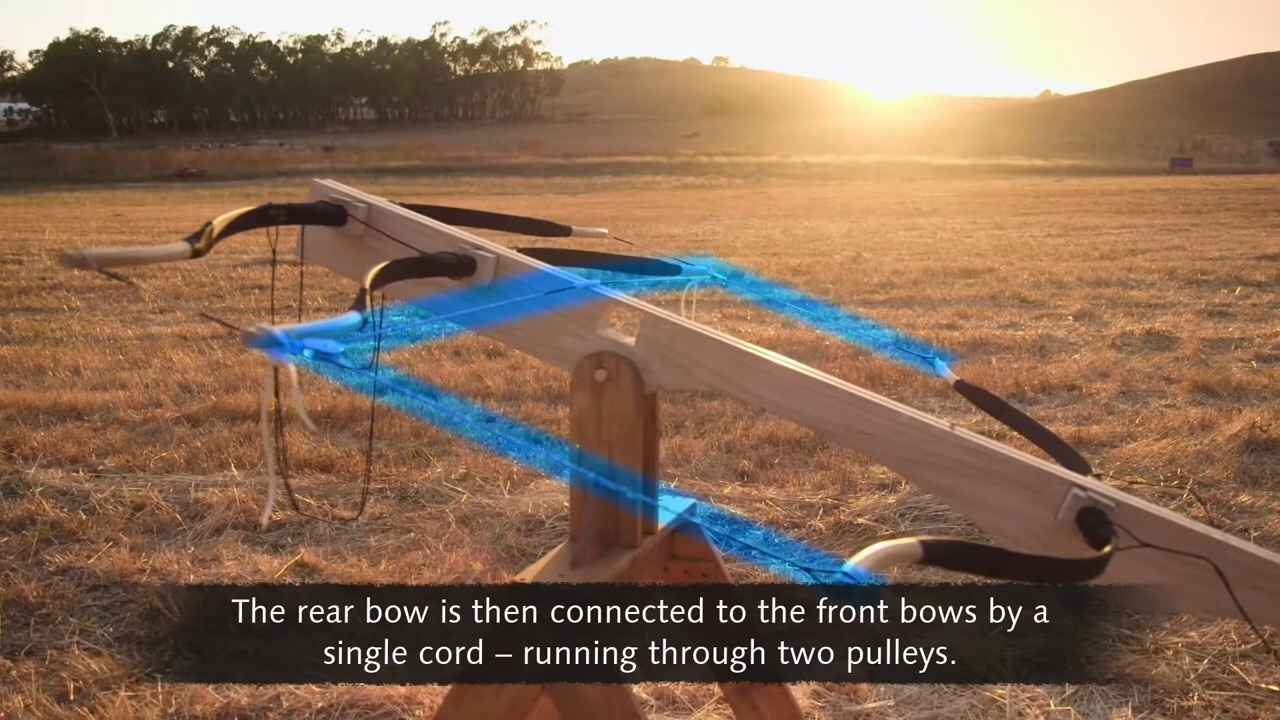 The rear bow is then connected to the front bows by a
single cord – running through two pulleys.